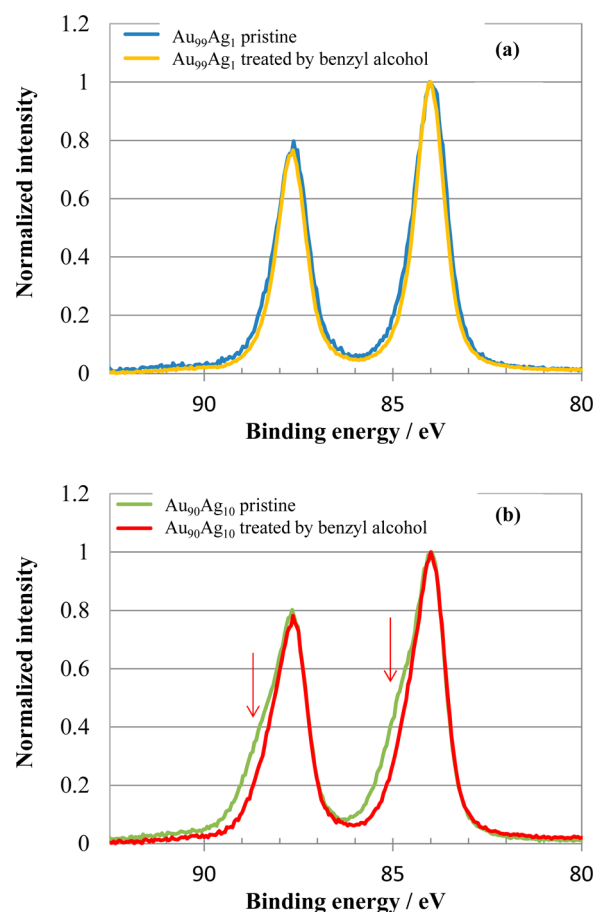 1.2
Au₉₉Ag₁ pristine
(a)
Au₉₉Ag₁ treated by benzyl alcohol
1
0.8
0.6
0.4
0.2
0
Normalized intensity
90 85 80
Binding energy / eV
1.2
Au₉₀Ag₁₀ pristine
(b)
Au₉₀Ag₁₀ treated by benzyl alcohol
1
0.8
0.6
0.4
0.2
0
Normalized intensity
90 85 80
Binding energy / eV